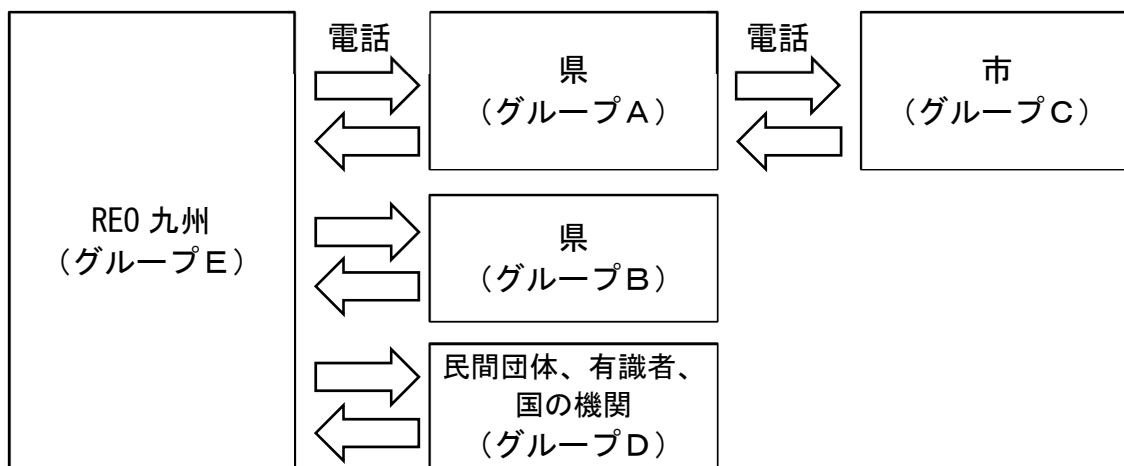 電話
電話
県
（グループA）
市
（グループC）
REO 九州
（グループE）
県
（グループB）
民間団体、有識者、
国の機関
（グループD）